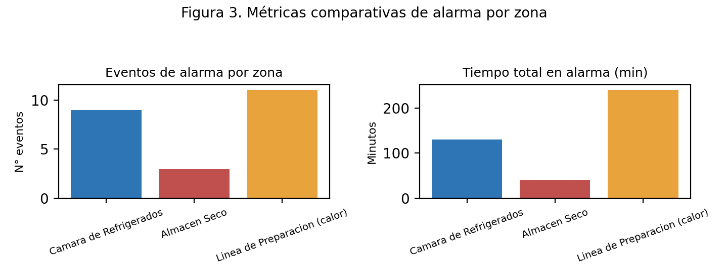 Figura 3. Métricas comparativas de alarma por zona
Eventos de alarma por zona
N° eventos
10
5
0
Camara de Refrigerados
Almacen Seco
Linea de Preparacion (calor)
Tiempo total en alarma (min)
Minutos
200
100
0
Camara de Refrigerados
Almacen Seco
Linea de Preparacion (calor)